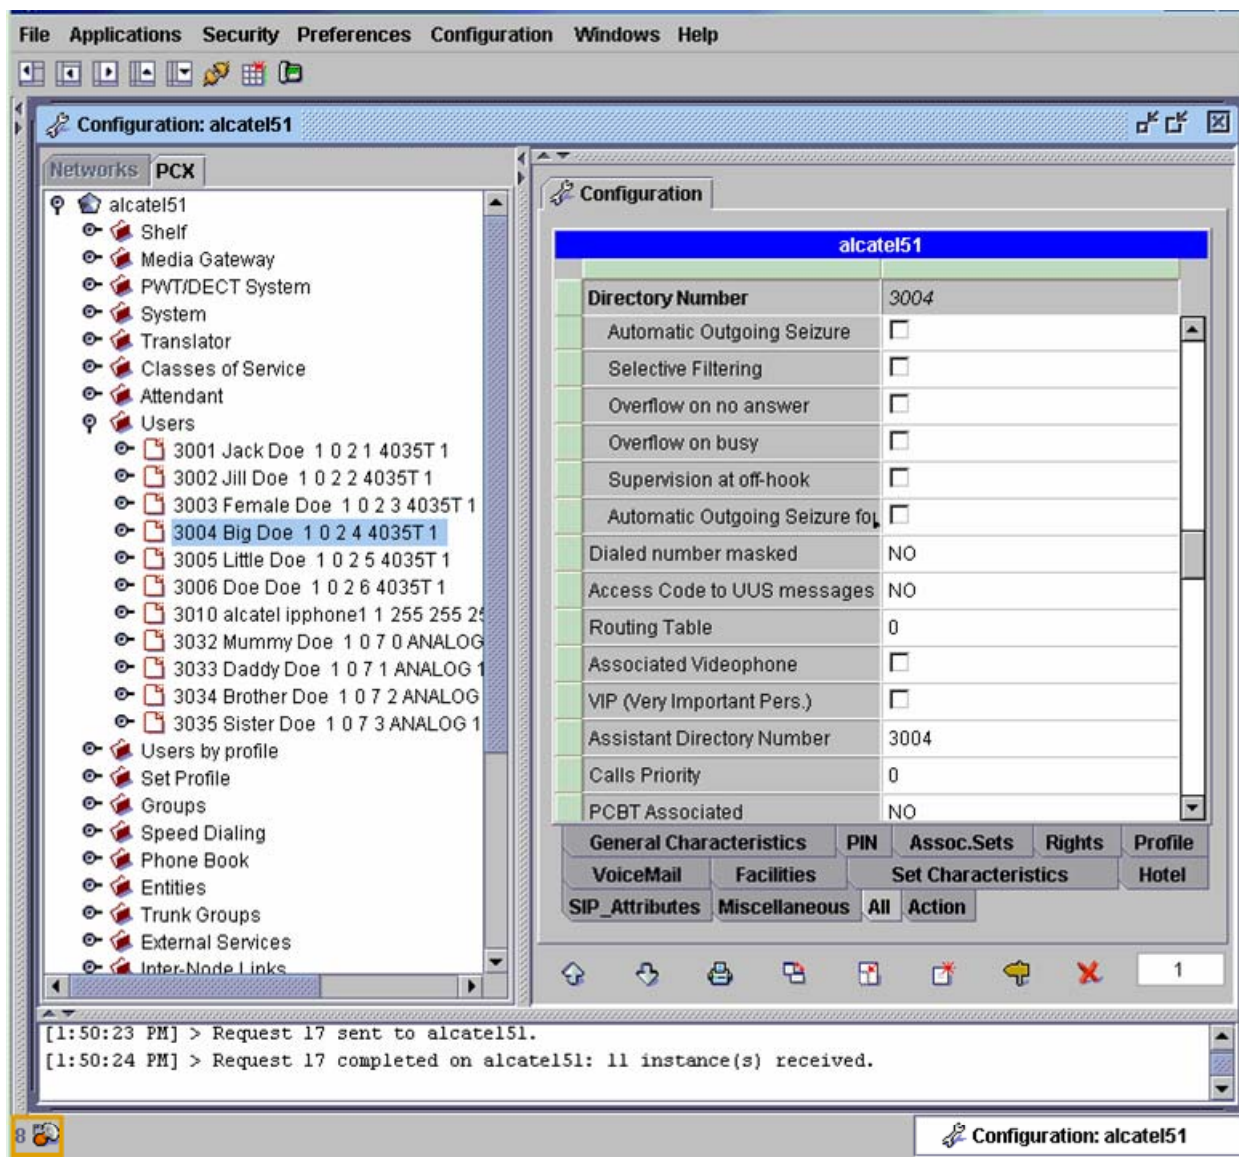 File Applications Security Preferences Configuration Windows Help
Configuration: alcatel51
Networks PCX
alcatel51
Shelf
Media Gateway
PWT/DECT System
System
Translator
Classes of Service
Attendant
Users
3001 Jack Doe 1 0 2 1 4035T 1
3002 Jill Doe 1 0 2 2 4035T 1
3003 Female Doe 1 0 2 3 4035T 1
3004 Big Doe 1 0 2 4 4035T 1
3005 Little Doe 1 0 2 5 4035T 1
3006 Doe Doe 1 0 2 6 4035T 1
3010 alcatel ipphone1 1 255 255
3032 Mummy Doe 1 0 7 0 ANALOG
3033 Daddy Doe 1 0 7 1 ANALOG 1
3034 Brother Doe 1 0 7 2 ANALOG
3035 Sister Doe 1 0 7 3 ANALOG 1
Users by profile
Set Profile
Groups
Speed Dialing
Phone Book
Entities
Trunk Groups
External Services
Inter-Node Links
Configuration
alcatel51
Directory Number 3004
Automatic Outgoing Seizure
Selective Filtering
Overflow on no answer
Overflow on busy
Supervision at off-hook
Automatic Outgoing Seizure for
Dialed number masked NO
Access Code to UUS messages NO
Routing Table 0
Associated Videophone
VIP (Very Important Pers.)
Assistant Directory Number 3004
Calls Priority 0
PCBT Associated NO
General Characteristics PIN Assoc.Sets Rights Profile
VoiceMail Facilities Set Characteristics Hotel
SIP_Attributes Miscellaneous All Action
1
[1:50:23 PM] > Request 17 sent to alcatel51.
[1:50:24 PM] > Request 17 completed on alcatel51: 11 instance(s) received.
8
Configuration: alcatel51